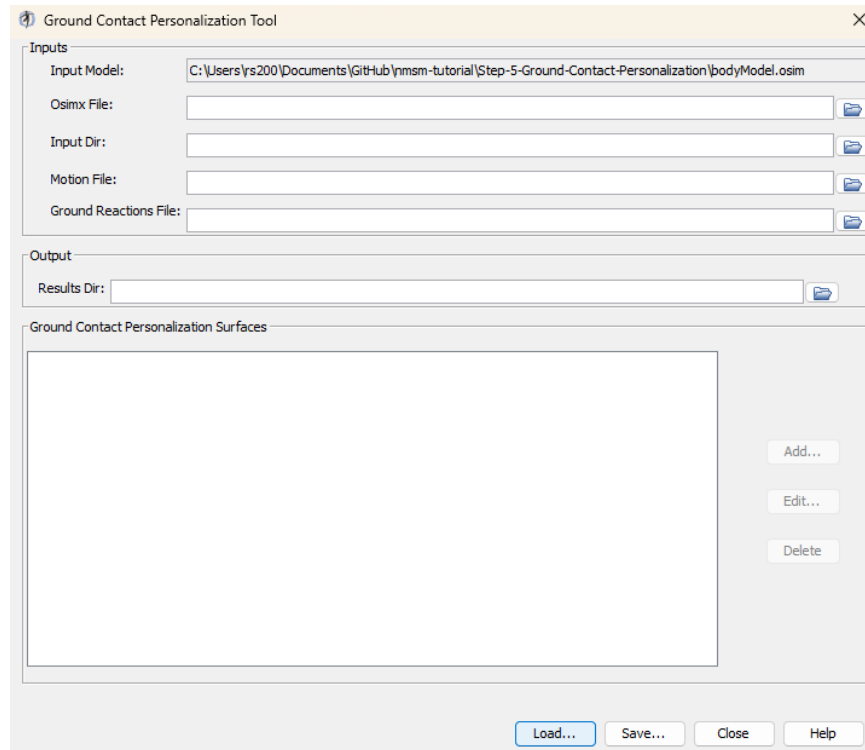 Ground Contact Personalization Tool
Inputs
Input Model: C:\Users\rs200\Documents\GitHub\nmsm-tutorial\Step-5-Ground-Contact-Personalization\bodyModel.osim
Osimx File:
Input Dir:
Motion File:
Ground Reactions File:
Output
Results Dir:
Ground Contact Personalization Surfaces
Add...
Edit...
Delete
Load... Save... Close Help